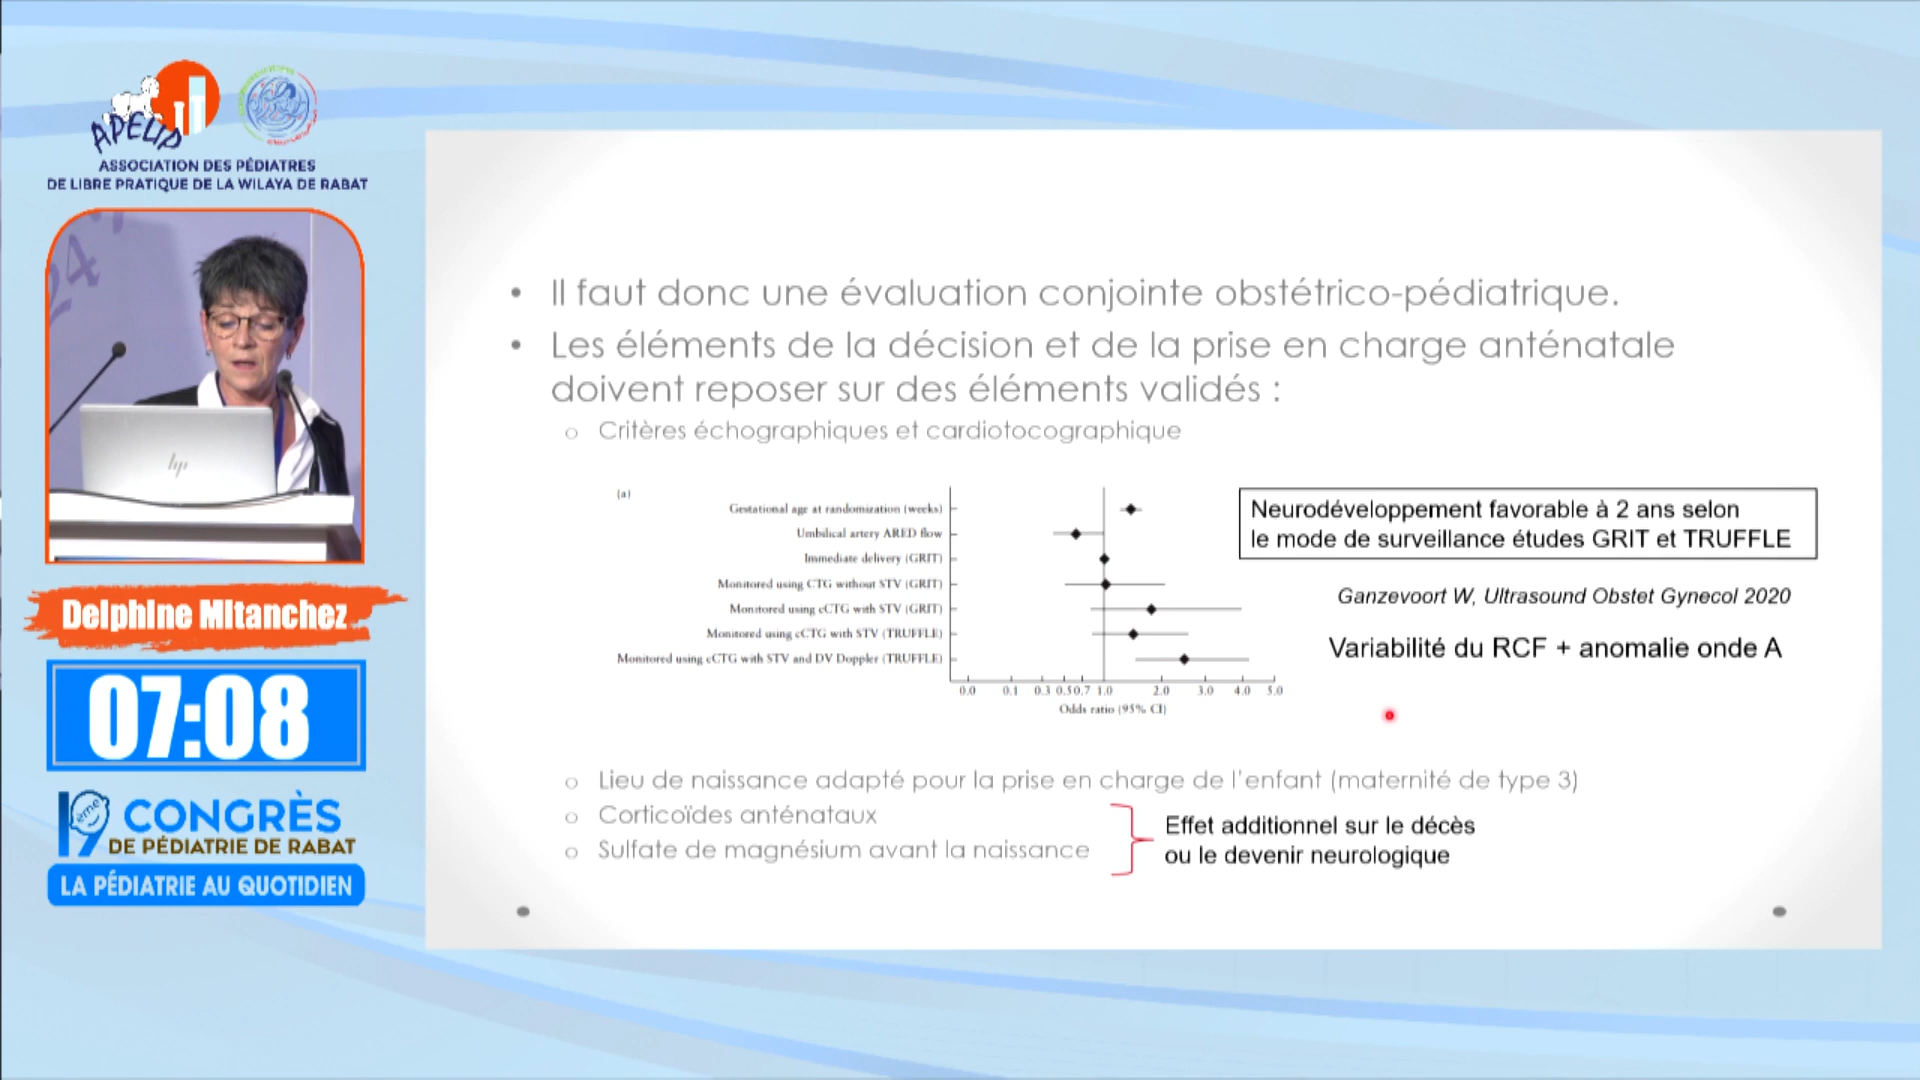 APELIP
ASSOCIATION DES PÉDIATRES
DE LIBRE PRATIQUE DE LA WILAYA DE RABAT
24
hp
Delphine Mitanchez
07:08
19ème CONGRÈS
DE PÉDIATRIE DE RABAT
LA PÉDIATRIE AU QUOTIDIEN
• Il faut donc une évaluation conjointe obstétrico-pédiatrique.
• Les éléments de la décision et de la prise en charge anténatale
doivent reposer sur des éléments validés :
o Critères échographiques et cardiotocographique
(a)
Gestational age at randomization (weeks)
Umbilical artery ARED flow
Immediate delivery (GRIT)
Monitored using CTG without STV (GRIT)
Monitored using cCTG with STV (GRIT)
Monitored using cCTG with STV (TRUFFLE)
Monitored using cCTG with STV and DV Doppler (TRUFFLE)
0.0 0.1 0.3 0.5 0.7 1.0 2.0 3.0 4.0 5.0
Odds ratio (95% CI)
Neurodéveloppement favorable à 2 ans selon
le mode de surveillance études GRIT et TRUFFLE
Ganzevoort W, Ultrasound Obstet Gynecol 2020
Variabilité du RCF + anomalie onde A
o Lieu de naissance adapté pour la prise en charge de l'enfant (maternité de type 3)
o Corticoïdes anténataux
o Sulfate de magnésium avant la naissance
Effet additionnel sur le décès
ou le devenir neurologique